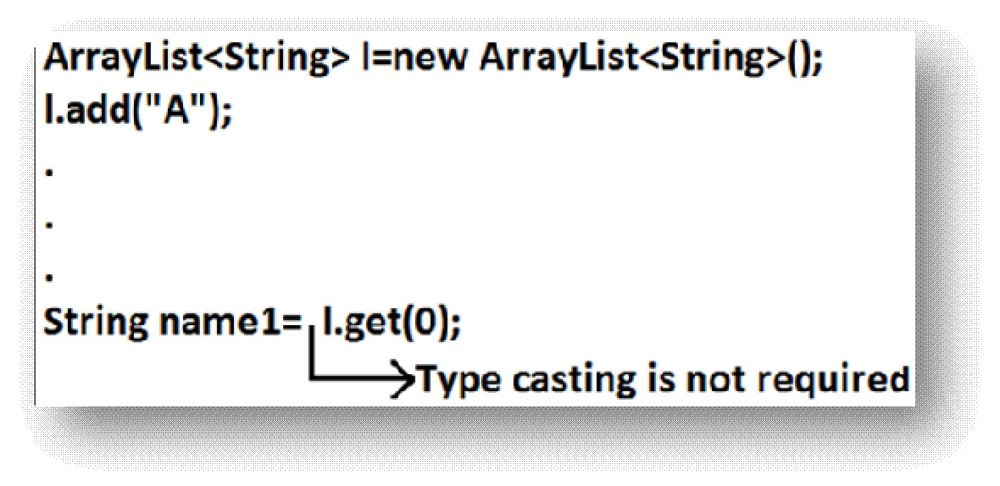 ArrayList<String> l=new ArrayList<String>();
l.add("A");
.
.
.
String name1= l.get(0);
Type casting is not required